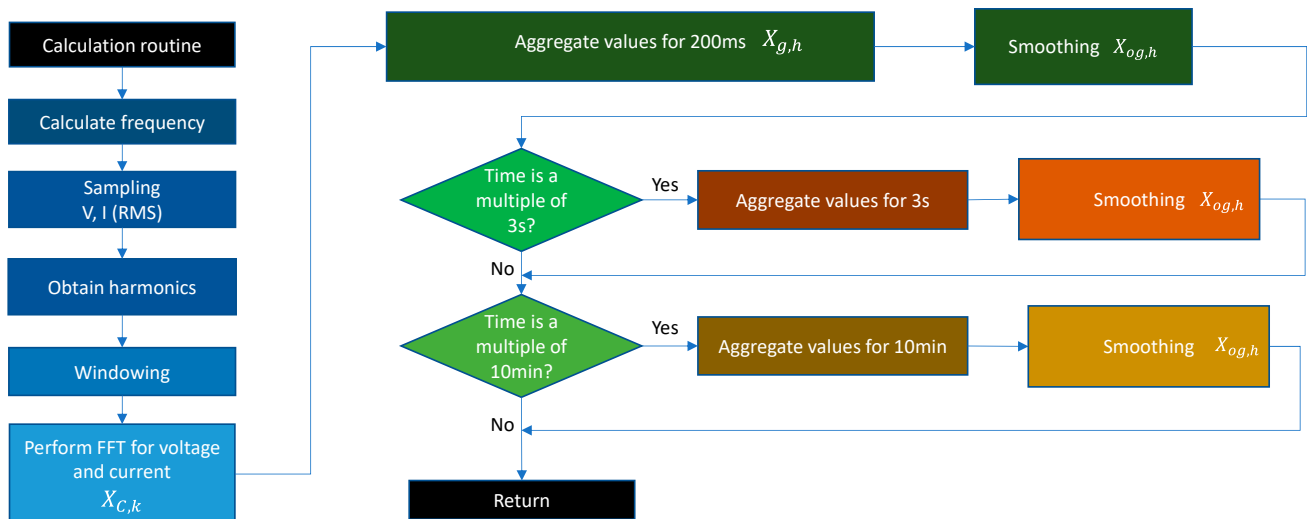 Calculation routine
Calculate frequency
Sampling
V, I (RMS)
Obtain harmonics
Windowing
Perform FFT for voltage
and current
X_{C,k}
Aggregate values for 200ms X_{g,h}
Smoothing X_{og,h}
Time is a
multiple of
3s?
Yes
Aggregate values for 3s
Smoothing X_{og,h}
No
Time is a
multiple of
10min?
Yes
Aggregate values for 10min
Smoothing X_{og,h}
No
Return